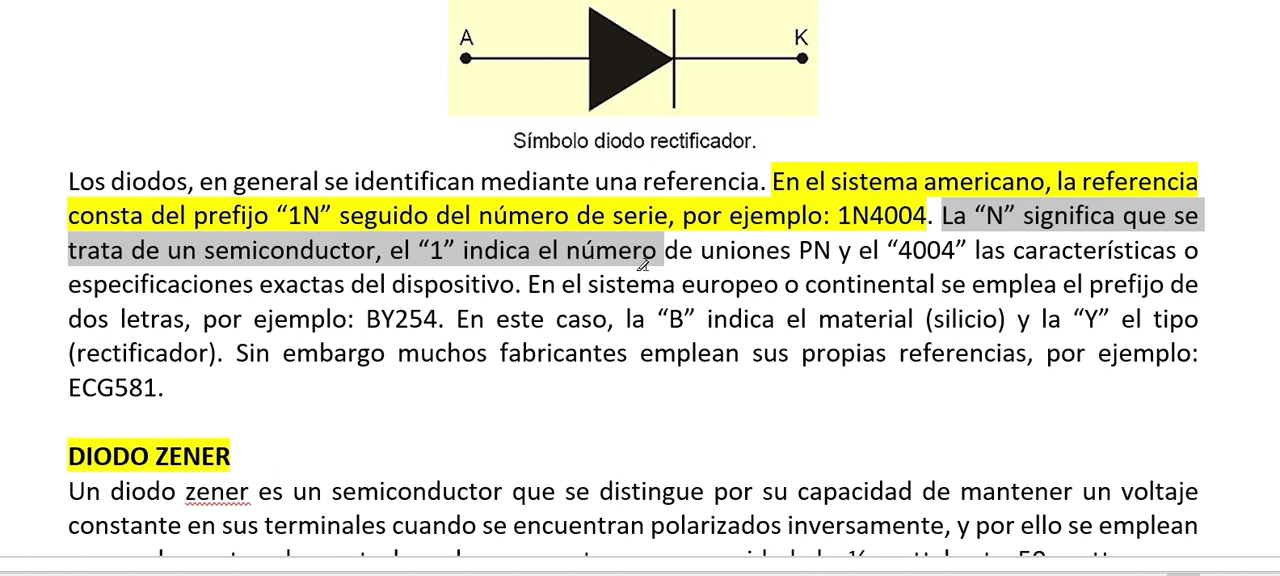 A K
Símbolo diodo rectificador.
Los diodos, en general se identifican mediante una referencia. En el sistema americano, la referencia
consta del prefijo “1N” seguido del número de serie, por ejemplo: 1N4004. La “N” significa que se
trata de un semiconductor, el “1” indica el número de uniones PN y el “4004” las características o
especificaciones exactas del dispositivo. En el sistema europeo o continental se emplea el prefijo de
dos letras, por ejemplo: BY254. En este caso, la “B” indica el material (silicio) y la “Y” el tipo
(rectificador). Sin embargo muchos fabricantes emplean sus propias referencias, por ejemplo:
ECG581.
DIODO ZENER
Un diodo zener es un semiconductor que se distingue por su capacidad de mantener un voltaje
constante en sus terminales cuando se encuentran polarizados inversamente, y por ello se emplean